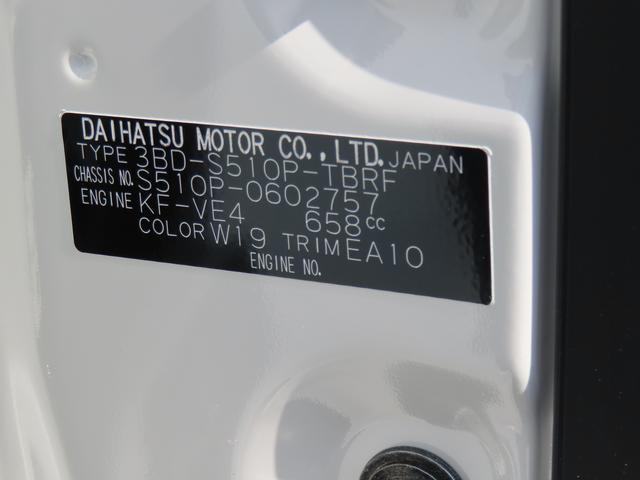 DAIHATSU MOTOR CO.,LTD. JAPAN
TYPE 3BD-S510P-TBRF
CHASSIS NO. S510P-0602757
ENGINE KF-VE4 658cc
COLOR W19 TRIM EA10
ENGINE NO.